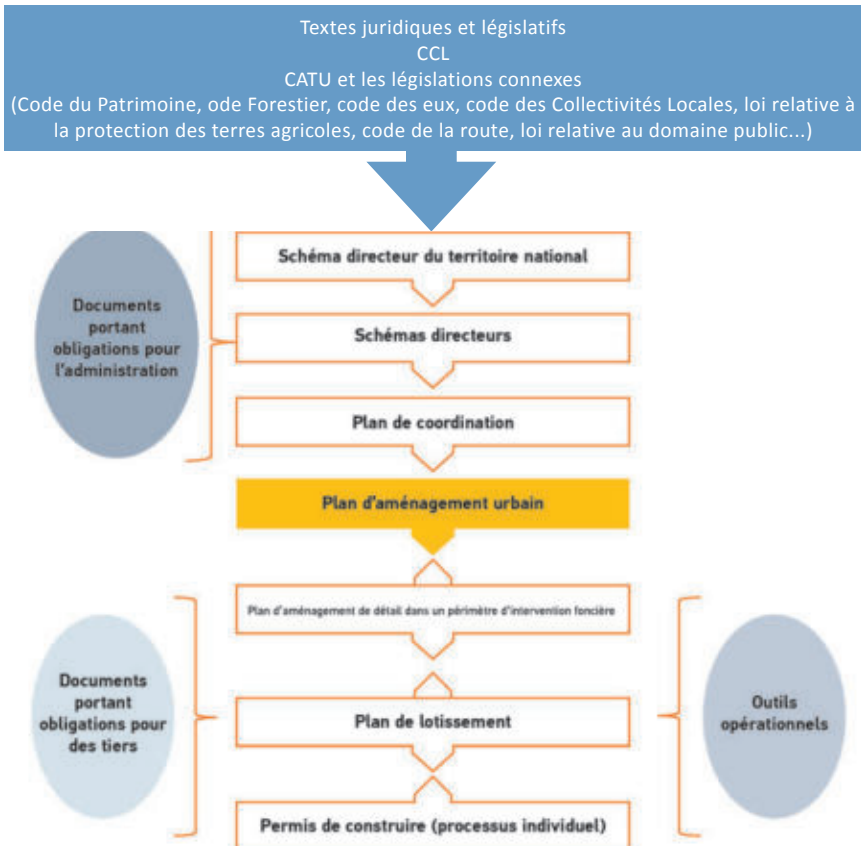 Textes juridiques et législatifs
CCL
CATU et les législations connexes
(Code du Patrimoine, ode Forestier, code des eux, code des Collectivités Locales, loi relative à
la protection des terres agricoles, code de la route, loi relative au domaine public...)
Documents
portant
obligations pour
l'administration
Schéma directeur du territoire national
Schémas directeurs
Plan de coordination
Plan d'aménagement urbain
Plan d'aménagement de détail dans un périmètre d'intervention foncière
Documents
portant
obligations pour
des tiers
Plan de lotissement
Outils
opérationnels
Permis de construire (processus individuel)